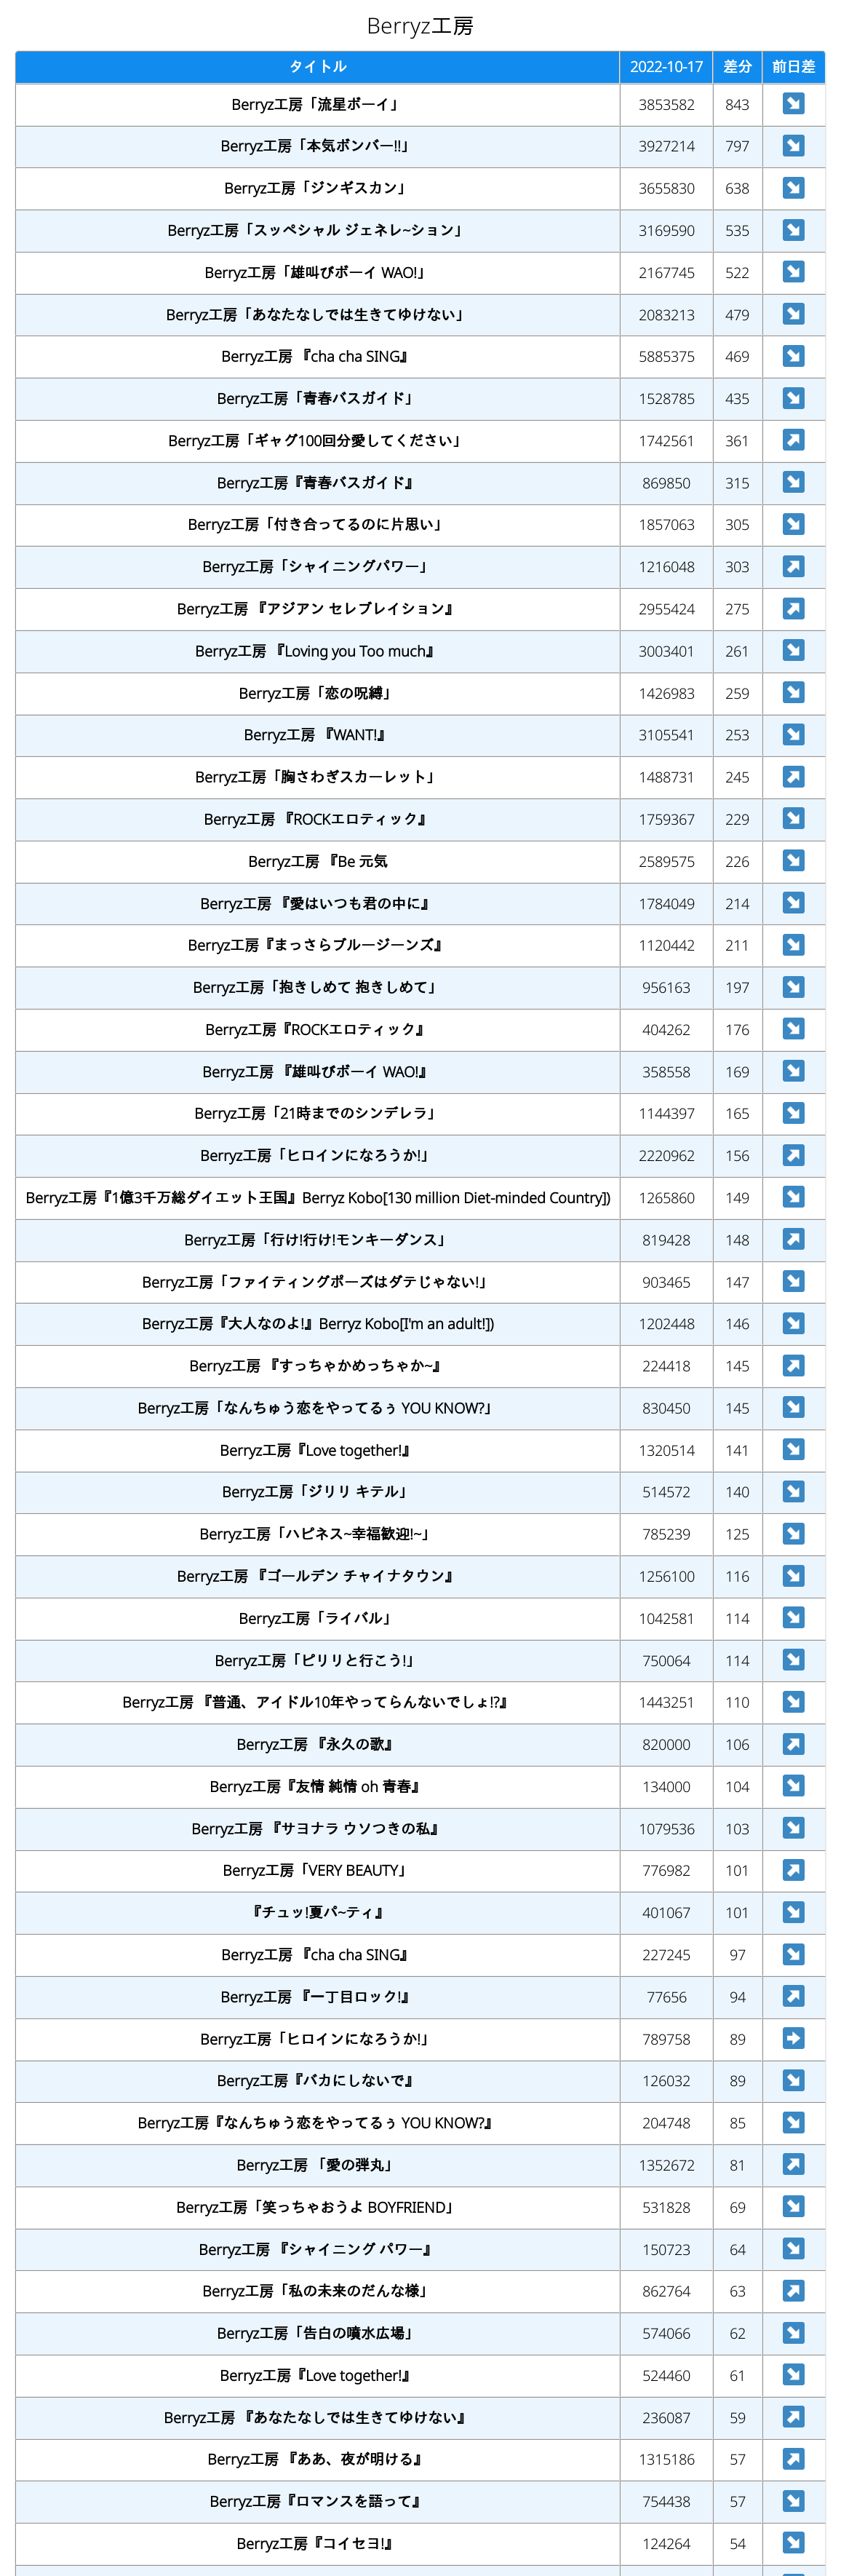 Berryz工房
タイトル 2022-10-17 差分 前日差
Berryz工房「流星ボーイ」 3853582 843 ↘
Berryz工房「本気ボンバー!!」 3927214 797 ↘
Berryz工房「ジンギスカン」 3655830 638 ↘
Berryz工房「スッペシャル ジェネレ~ション」 3169590 535 ↘
Berryz工房「雄叫びボーイ WAO!」 2167745 522 ↘
Berryz工房「あなたなしでは生きてゆけない」 2083213 479 ↘
Berryz工房 『cha cha SING』 5885375 469 ↘
Berryz工房「青春バスガイド」 1528785 435 ↘
Berryz工房「ギャグ100回分愛してください」 1742561 361 ↗
Berryz工房『青春バスガイド』 869850 315 ↘
Berryz工房「付き合ってるのに片思い」 1857063 305 ↘
Berryz工房「シャイニングパワー」 1216048 303 ↗
Berryz工房 『アジアン セレブレイション』 2955424 275 ↗
Berryz工房 『Loving you Too much』 3003401 261 ↘
Berryz工房「恋の呪縛」 1426983 259 ↘
Berryz工房 『WANT!』 3105541 253 ↘
Berryz工房「胸さわぎスカーレット」 1488731 245 ↗
Berryz工房 『ROCKエロティック』 1759367 229 ↘
Berryz工房 『Be 元気 2589575 226 ↘
Berryz工房 『愛はいつも君の中に』 1784049 214 ↘
Berryz工房『まっさらブルージーンズ』 1120442 211 ↘
Berryz工房「抱きしめて 抱きしめて」 956163 197 ↘
Berryz工房『ROCKエロティック』 404262 176 ↘
Berryz工房 『雄叫びボーイ WAO!』 358558 169 ↘
Berryz工房「21時までのシンデレラ」 1144397 165 ↘
Berryz工房「ヒロインになろうか!」 2220962 156 ↗
Berryz工房『1億3千万総ダイエット王国』Berryz Kobo[130 million Diet-minded Country]) 1265860 149 ↘
Berryz工房「行け!行け!モンキーダンス」 819428 148 ↗
Berryz工房「ファイティングポーズはダテじゃない!」 903465 147 ↘
Berryz工房『大人なのよ!』Berryz Kobo[I'm an adult!]) 1202448 146 ↘
Berryz工房 『すっちゃかめっちゃか~』 224418 145 ↗
Berryz工房「なんちゅう恋をやってるぅ YOU KNOW?」 830450 145 ↘
Berryz工房『Love together!』 1320514 141 ↘
Berryz工房「ジリリ キテル」 514572 140 ↘
Berryz工房「ハピネス~幸福歓迎!~」 785239 125 ↘
Berryz工房 『ゴールデン チャイナタウン』 1256100 116 ↘
Berryz工房「ライバル」 1042581 114 ↘
Berryz工房「ピリリと行こう!」 750064 114 ↘
Berryz工房 『普通、アイドル10年やってらんないでしょ!?』 1443251 110 ↘
Berryz工房 『永久の歌』 820000 106 ↗
Berryz工房『友情 純情 oh 青春』 134000 104 ↘
Berryz工房 『サヨナラ ウソつきの私』 1079536 103 ↘
Berryz工房「VERY BEAUTY」 776982 101 ↗
『チュッ!夏パ~ティ』 401067 101 ↘
Berryz工房 『cha cha SING』 227245 97 ↘
Berryz工房 『一丁目ロック!』 77656 94 ↗
Berryz工房「ヒロインになろうか!」 789758 89 ➡
Berryz工房『バカにしないで』 126032 89 ↘
Berryz工房『なんちゅう恋をやってるぅ YOU KNOW?』 204748 85 ↘
Berryz工房 「愛の弾丸」 1352672 81 ↗
Berryz工房「笑っちゃおうよ BOYFRIEND」 531828 69 ↘
Berryz工房 『シャイニング パワー』 150723 64 ↘
Berryz工房「私の未来のだんな様」 862764 63 ↗
Berryz工房「告白の噴水広場」 574066 62 ↘
Berryz工房『Love together!』 524460 61 ↘
Berryz工房 『あなたなしでは生きてゆけない』 236087 59 ↗
Berryz工房 『ああ、夜が明ける』 1315186 57 ↗
Berryz工房『ロマンスを語って』 754438 57 ↘
Berryz工房『コイセヨ!』 124264 54 ↘